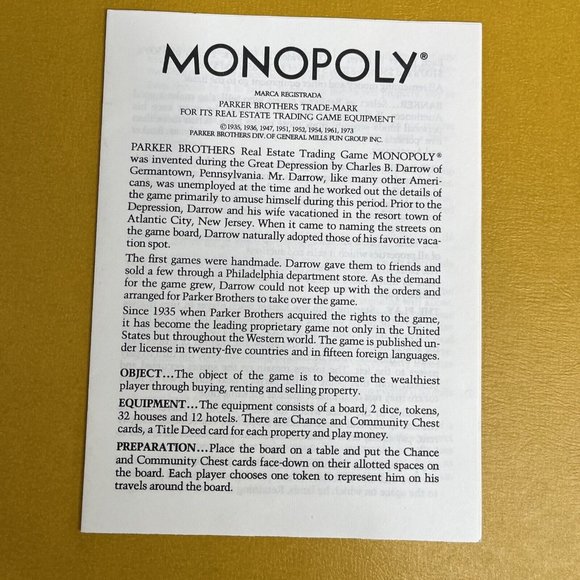 MONOPOLY®
MARCA REGISTRADA
PARKER BROTHERS TRADE-MARK
FOR ITS REAL ESTATE TRADING GAME EQUIPMENT
©1935, 1936, 1947, 1951, 1952, 1954, 1961, 1973
PARKER BROTHERS DIV. OF GENERAL MILLS FUN GROUP INC.
PARKER BROTHERS Real Estate Trading Game MONOPOLY®
was invented during the Great Depression by Charles B. Darrow of
Germantown, Pennsylvania. Mr. Darrow, like many other Ameri-
cans, was unemployed at the time and he worked out the details of
the game primarily to amuse himself during this period. Prior to the
Depression, Darrow and his wife vacationed in the resort town of
Atlantic City, New Jersey. When it came to naming the streets on
the game board, Darrow naturally adopted those of his favorite vaca-
tion spot.
The first games were handmade. Darrow gave them to friends and
sold a few through a Philadelphia department store. As the demand
for the game grew, Darrow could not keep up with the orders and
arranged for Parker Brothers to take over the game.
Since 1935 when Parker Brothers acquired the rights to the game,
it has become the leading proprietary game not only in the United
States but throughout the Western world. The game is published un-
der license in twenty-five countries and in fifteen foreign languages.
OBJECT...The object of the game is to become the wealthiest
player through buying, renting and selling property.
EQUIPMENT...The equipment consists of a board, 2 dice, tokens,
32 houses and 12 hotels. There are Chance and Community Chest
cards, a Title Deed card for each property and play money.
PREPARATION...Place the board on a table and put the Chance
and Community Chest cards face-down on their allotted spaces on
the board. Each player chooses one token to represent him on his
travels around the board.